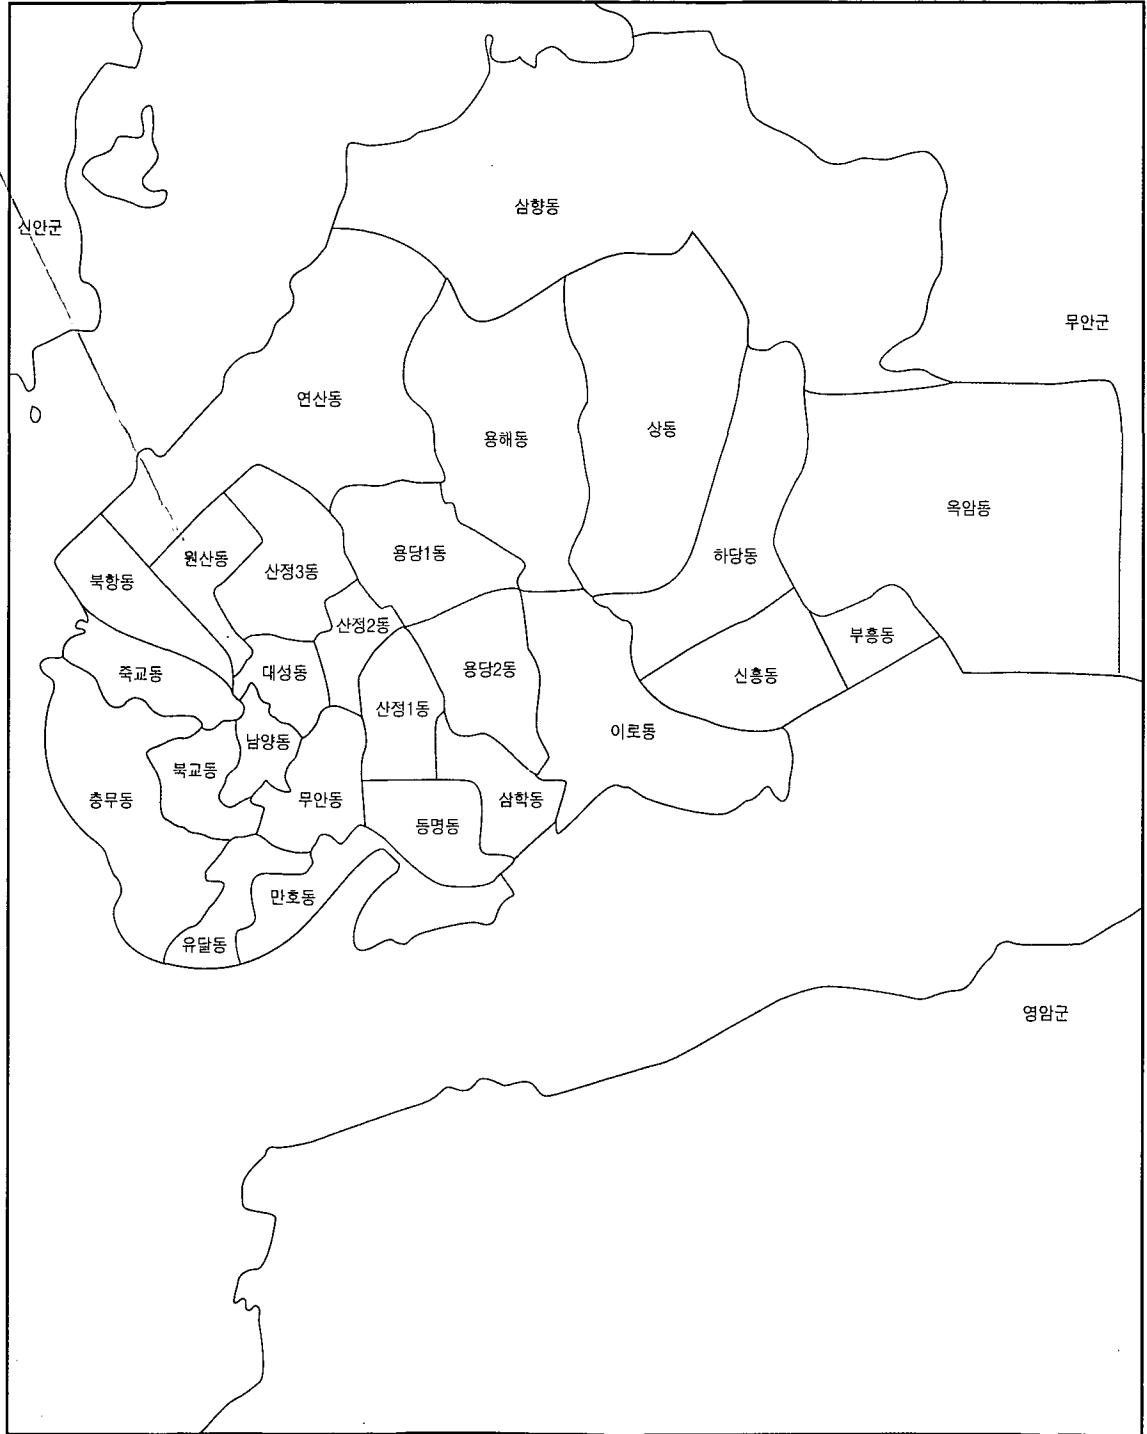 삼향동
신안군
무안군
연산동
상동
용해동
옥암동
용당1동
하당동
원산동
산정3동
북항동
산정2동
부흥동
용당2동
죽교동
대성동
신흥동
산정1동
이로동
남양동
북교동
충무동
무안동
삼학동
동명동
만호동
유달동
영암군